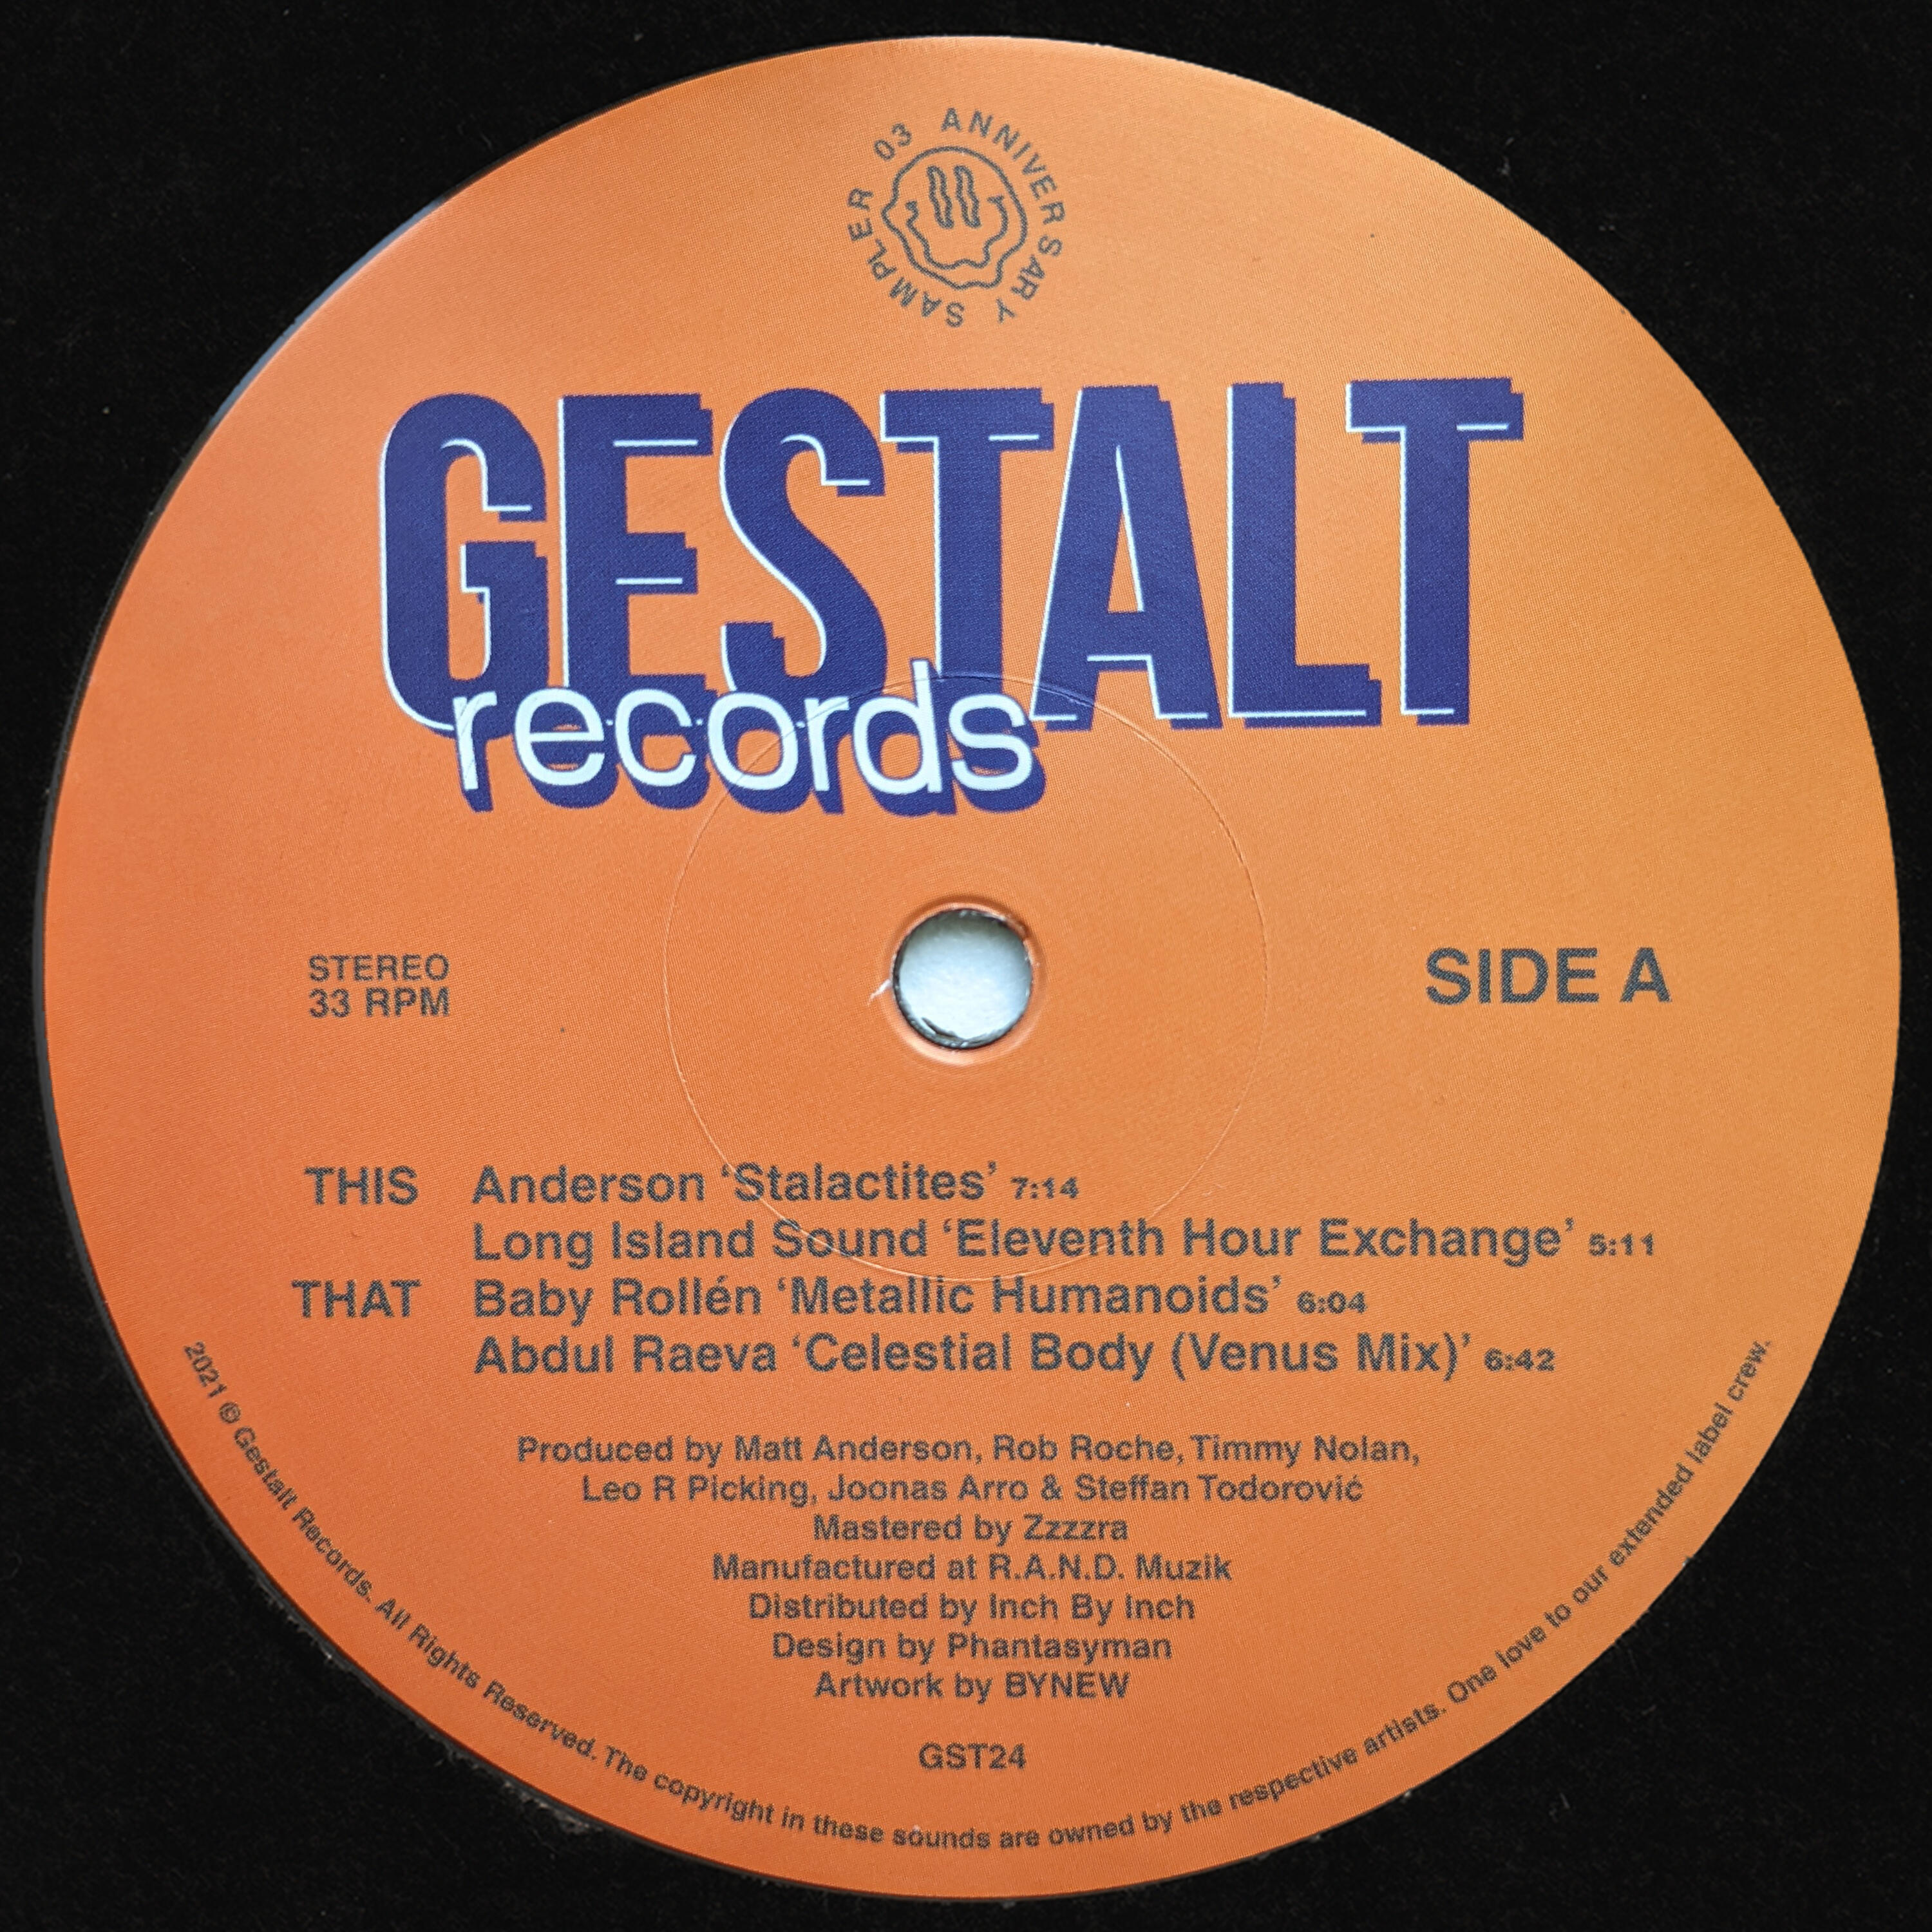 03 ANNIVERSARY SAMPLER
GESTALT
records
STEREO
33 RPM
SIDE A
THIS Anderson ‘Stalactites’ 7:14
Long Island Sound ‘Eleventh Hour Exchange’ 5:11
THAT Baby Rollén ‘Metallic Humanoids’ 6:04
Abdul Raeva ‘Celestial Body (Venus Mix)’ 6:42
Produced by Matt Anderson, Rob Roche, Timmy Nolan,
Leo R Picking, Joonas Arro & Steffan Todorović
Mastered by Zzzzra
Manufactured at R.A.N.D. Muzik
Distributed by Inch By Inch
Design by Phantasyman
Artwork by BYNEW
GST24
2021 © Gestalt Records. All Rights Reserved. The copyright in these sounds are owned by the respective artists. One love to our extended label crew.